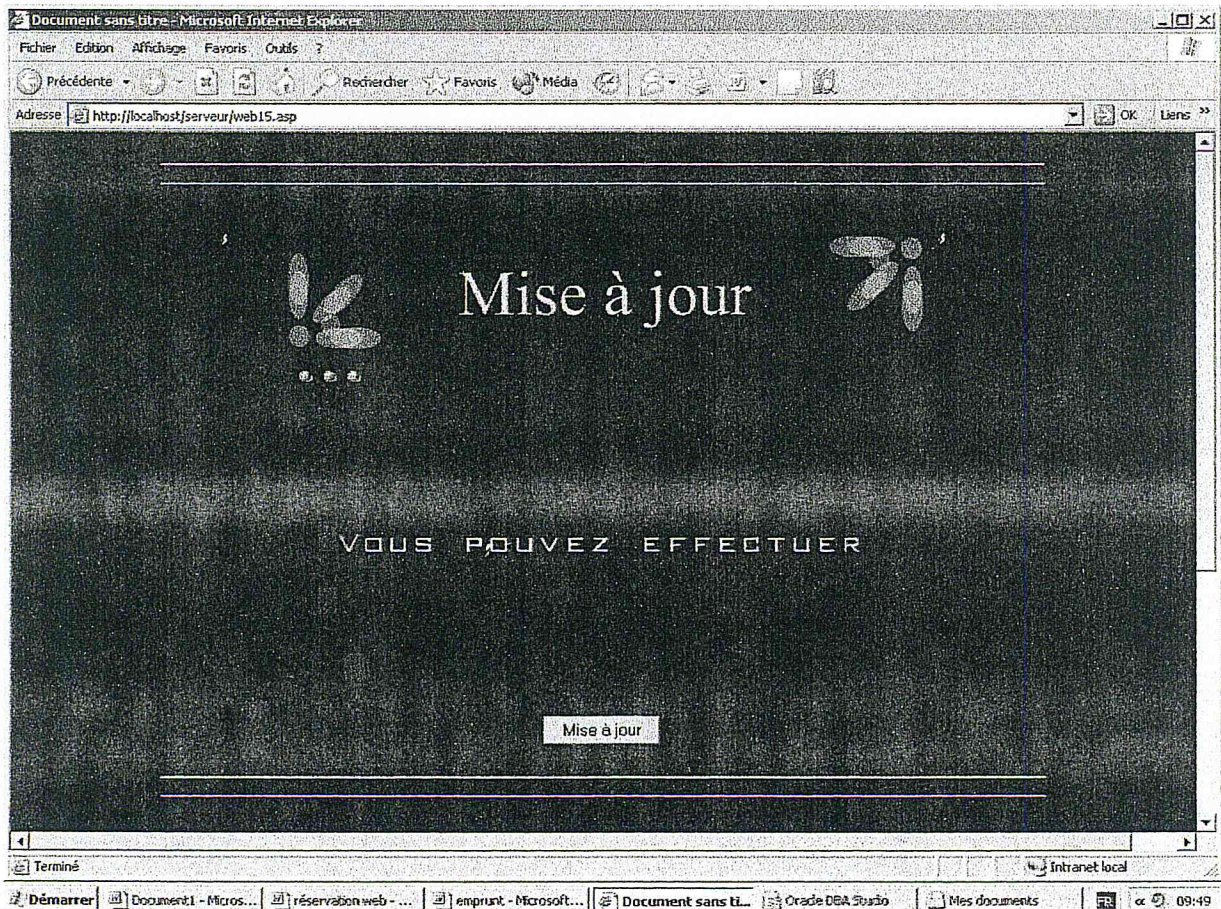 Document sans titre - Microsoft Internet Explorer
Fichier Edition Affichage Favoris Outils ?
Précédente Rechercher Favoris Média
Adresse http://localhost/serveur/web15.asp OK Liens »
Mise à jour
VOUS POUVEZ EFFECTUER
Mise à jour
Terminé Intranet local
Démarrer Document1 - Micros... réservation web - ... emprunt - Microsoft... Document sans ti... Oracle DBA Studio Mes documents FR « 09:49